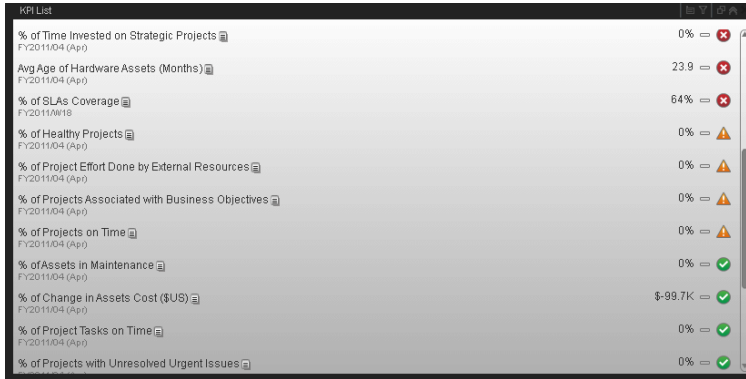 KPI List
% of Time Invested on Strategic Projects 0%
FY2011/04 (Apr)
Avg Age of Hardware Assets (Months) 23.9
FY2011/04 (Apr)
% of SLAs Coverage 64%
FY2011/W18
% of Healthy Projects 0%
FY2011/04 (Apr)
% of Project Effort Done by External Resources 0%
FY2011/04 (Apr)
% of Projects Associated with Business Objectives 0%
FY2011/04 (Apr)
% of Projects on Time 0%
FY2011/04 (Apr)
% of Assets in Maintenance 0%
FY2011/04 (Apr)
% of Change in Assets Cost ($US) $-99.7K
FY2011/04 (Apr)
% of Project Tasks on Time 0%
FY2011/04 (Apr)
% of Projects with Unresolved Urgent Issues 0%